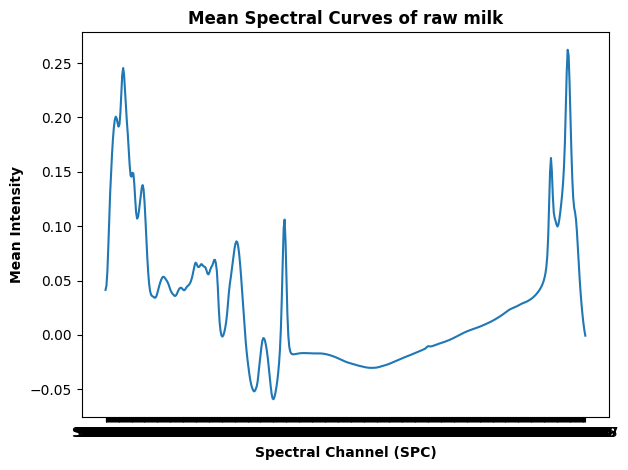 Mean Spectral Curves of raw milk
Mean Intensity
0.25
0.20
0.15
0.10
0.05
0.00
−0.05
Spectral Channel (SPC)